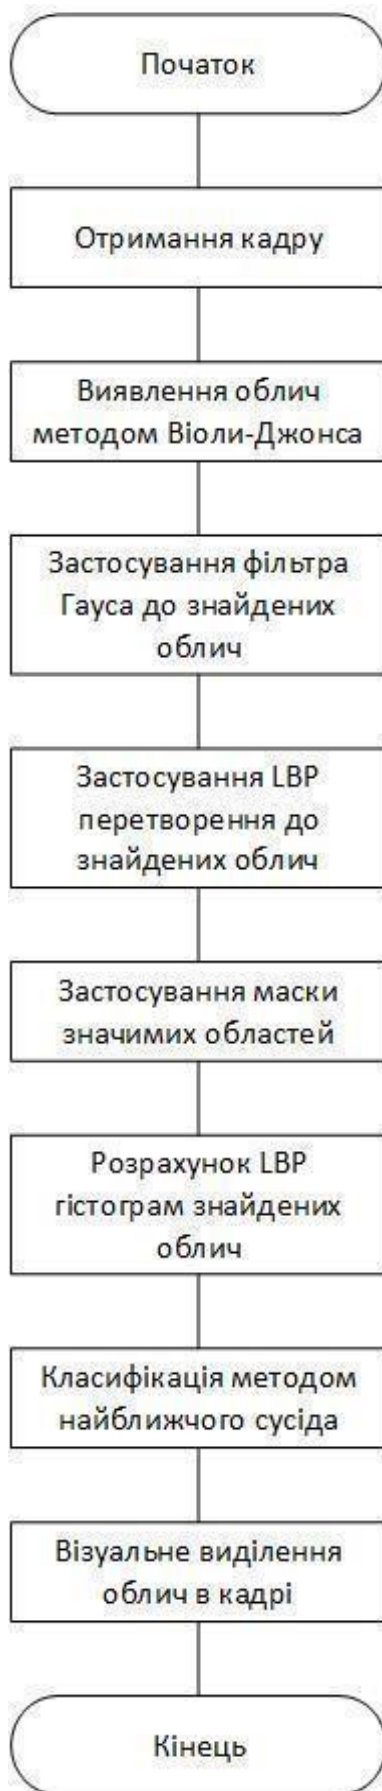 Початок
Отримання кадру
Виявлення облич
методом Віоли-Джонса
Застосування фільтра
Гауса до знайдених
облич
Застосування LBP
перетворення до
знайдених облич
Застосування маски
значимих областей
Розрахунок LBP
гістограм знайдених
облич
Класифікація методом
найближчого сусіда
Візуальне виділення
облич в кадрі
Кінець